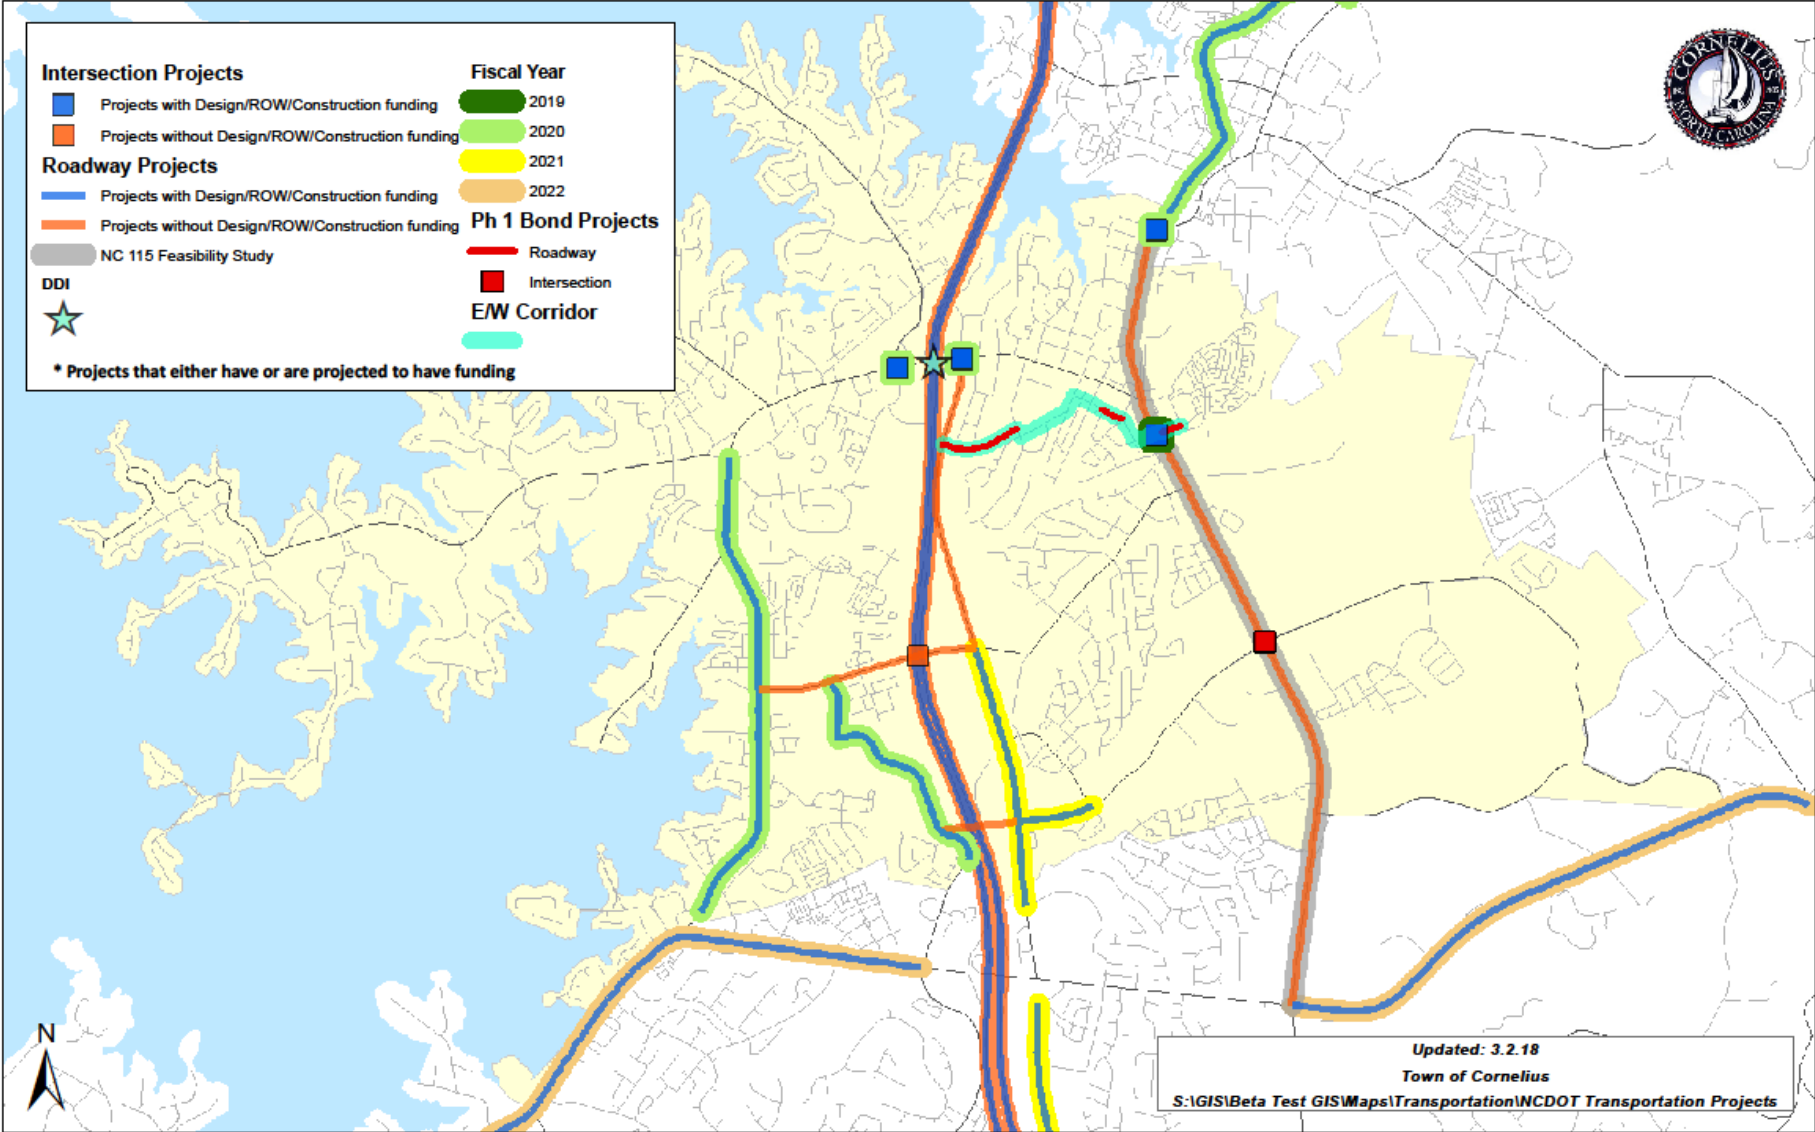 Intersection Projects
Projects with Design/ROW/Construction funding
Projects without Design/ROW/Construction funding
Roadway Projects
Projects with Design/ROW/Construction funding
Projects without Design/ROW/Construction funding
NC 115 Feasibility Study
DDI
Fiscal Year
2019
2020
2021
2022
Ph 1 Bond Projects
Roadway
Intersection
E/W Corridor
* Projects that either have or are projected to have funding
CORNELIUS
NORTH CAROLINA
N
Updated: 3.2.18
Town of Cornelius
S:\GIS\Beta Test GIS\Maps\Transportation\NCDOT Transportation Projects